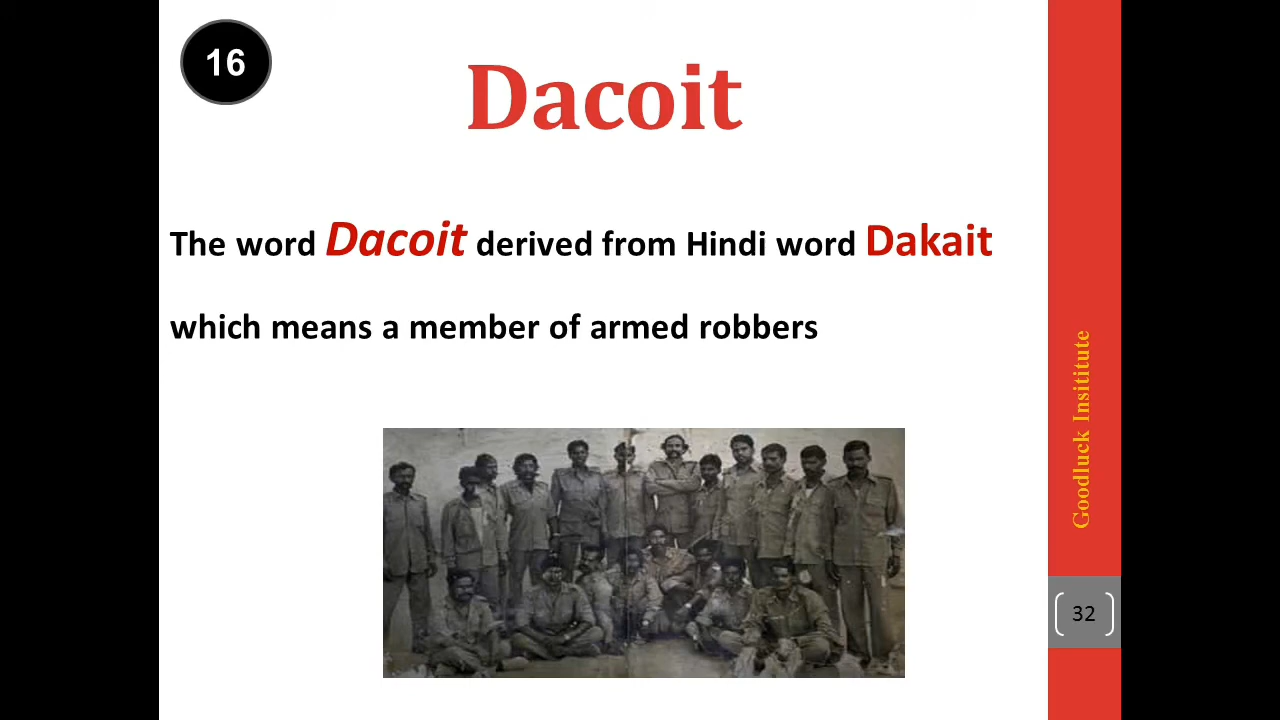 16
Dacoit
The word Dacoit derived from Hindi word Dakait
which means a member of armed robbers
Goodluck Insititute
32